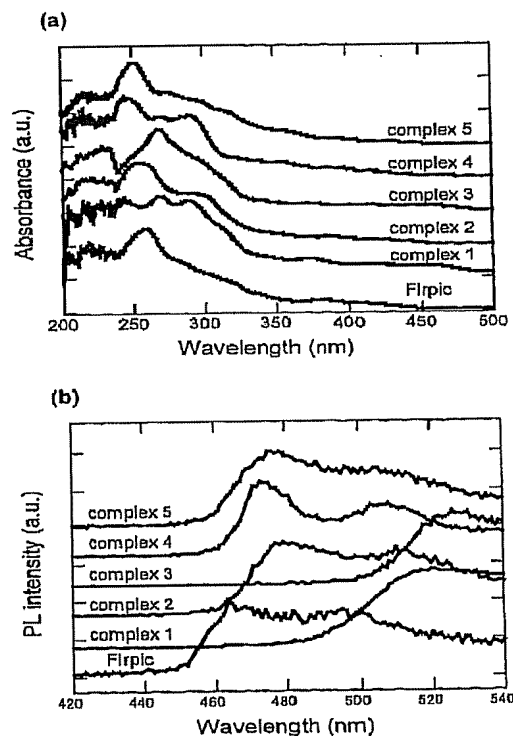 (a)
Absorbance (a.u.)
complex 5
complex 4
complex 3
complex 2
complex 1
Firpic
200 250 300 350 400 450 500
Wavelength (nm)
(b)
PL intensity (a.u.)
complex 5
complex 4
complex 3
complex 2
complex 1
Firpic
420 440 460 480 500 520 540
Wavelength (nm)